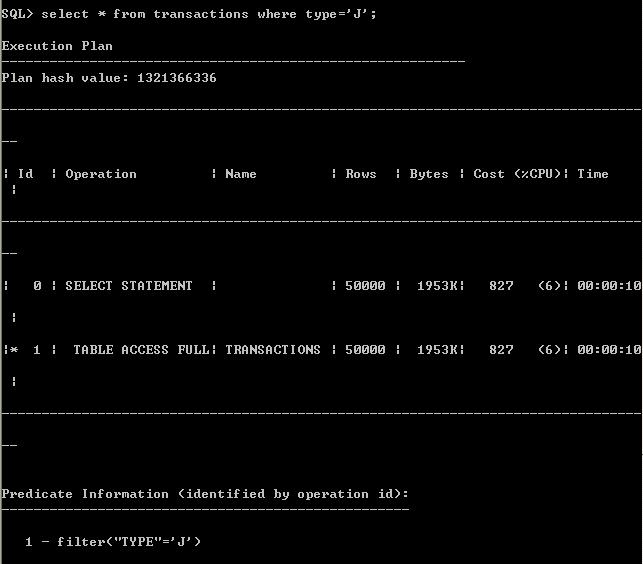 SQL> select * from transactions where type='J';
Execution Plan
----------------------------------------------------------
Plan hash value: 1321366336
--------------------------------------------------------------------------------
--
| Id  | Operation         | Name         | Rows  | Bytes | Cost (%CPU)| Time
 |
--------------------------------------------------------------------------------
--
|   0 | SELECT STATEMENT  |              | 50000 |  1953K|   827   (6)| 00:00:10
 |
|*  1 |  TABLE ACCESS FULL| TRANSACTIONS | 50000 |  1953K|   827   (6)| 00:00:10
 |
--------------------------------------------------------------------------------
--
Predicate Information (identified by operation id):
---------------------------------------------------
   1 - filter("TYPE"='J')